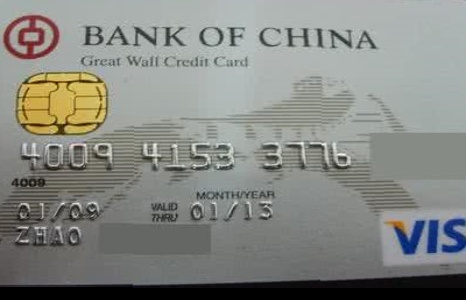 BANK OF CHINA
Great Wall Credit Card
4009 4153 3776
4009
MONTH/YEAR
01/09 VALID THRU 01/13
ZHAO
VIS